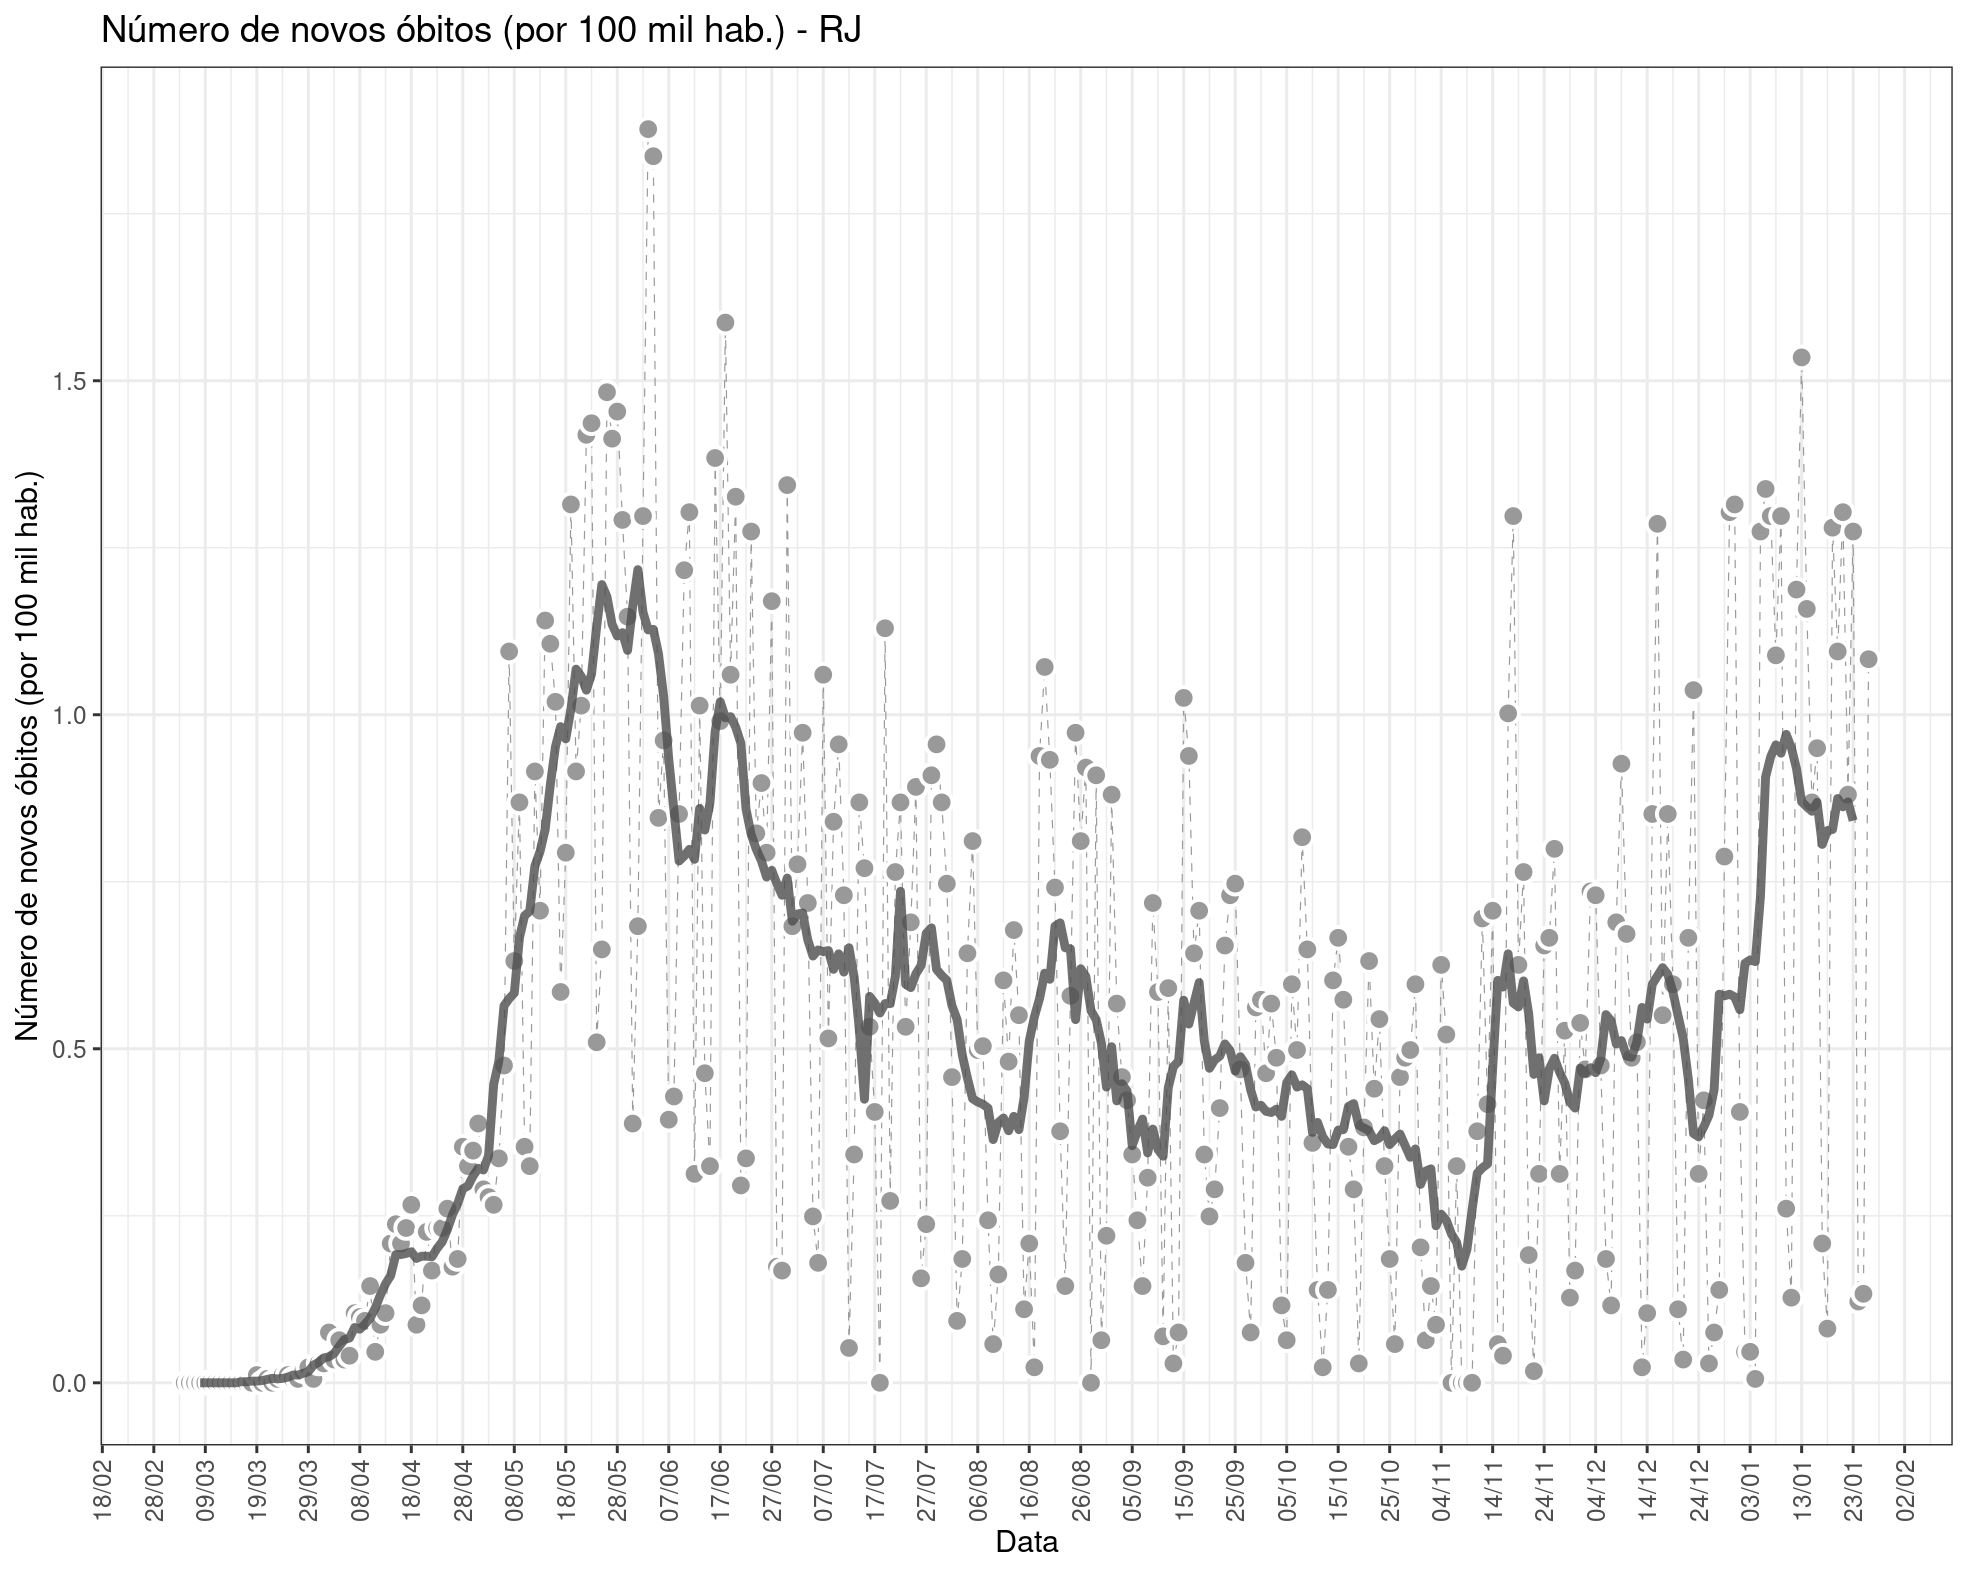 Número de novos óbitos (por 100 mil hab.) - RJ
Número de novos óbitos (por 100 mil hab.)
1.5
1.0
0.5
0.0
18/02 28/02 09/03 19/03 29/03 08/04 18/04 28/04 08/05 18/05 28/05 07/06 17/06 27/06 07/07 17/07 27/07 06/08 16/08 26/08 05/09 15/09 25/09 05/10 15/10 25/10 04/11 14/11 24/11 04/12 14/12 24/12 03/01 13/01 23/01 02/02
Data